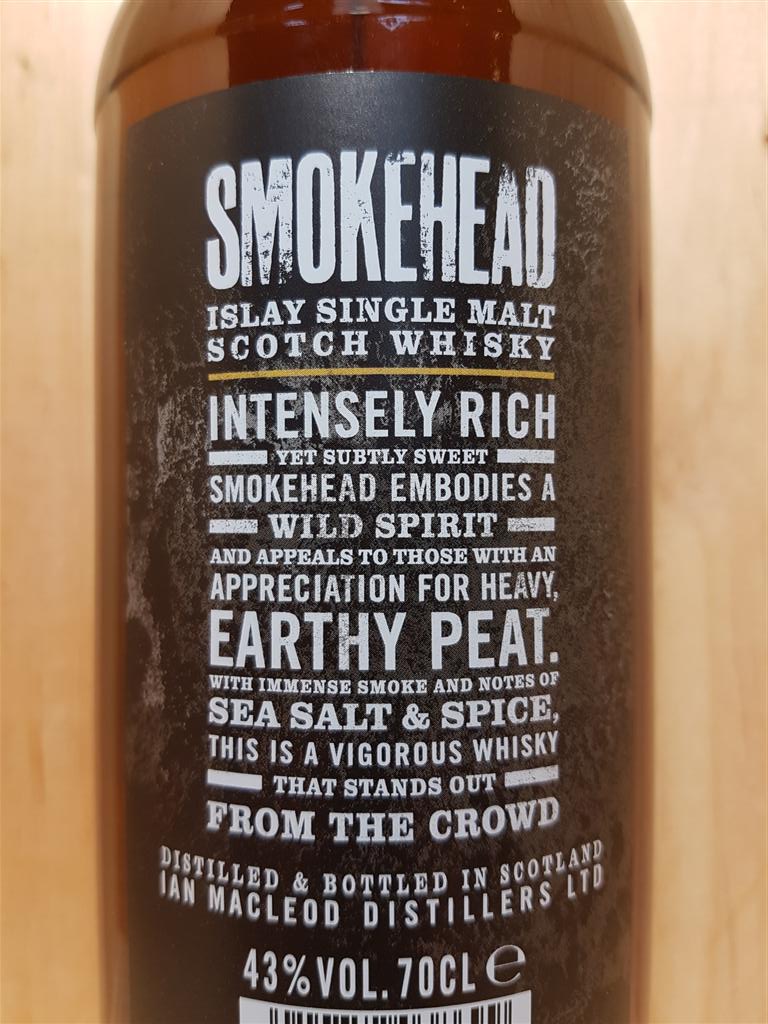 SMOKEHEAD
ISLAY SINGLE MALT
SCOTCH WHISKY
INTENSELY RICH
YET SUBTLY SWEET
SMOKEHEAD EMBODIES A
WILD SPIRIT
AND APPEALS TO THOSE WITH AN
APPRECIATION FOR HEAVY,
EARTHY PEAT.
WITH IMMENSE SMOKE AND NOTES OF
SEA SALT & SPICE,
THIS IS A VIGOROUS WHISKY
THAT STANDS OUT
FROM THE CROWD
DISTILLED & BOTTLED IN SCOTLAND
IAN MACLEOD DISTILLERS LTD
43%VOL. 70CL ℮